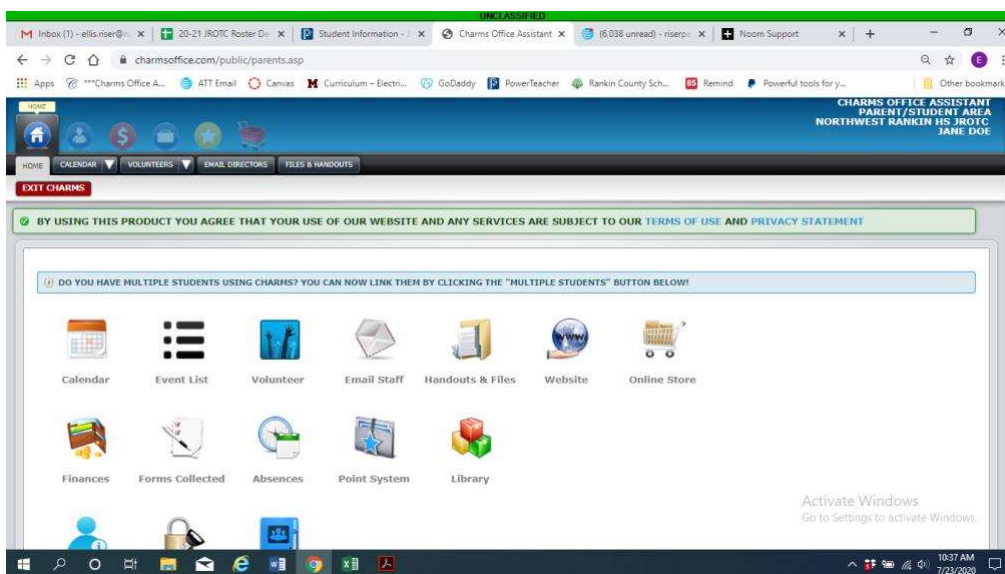 UNCLASSIFIED
Inbox (1) - ellis.riser@r
20-21 JROTC Roster De
Student Information - J
Charms Office Assistant
(6,038 unread) - riserpe
Noom Support
charmsoffice.com/public/parents.asp
E
Apps
***Charms Office A...
ATT Email
Canvas
Curriculum – Electri...
GoDaddy
PowerTeacher
Rankin County Sch...
Remind
Powerful tools for y...
Other bookmark
HOME
CHARMS OFFICE ASSISTANT
PARENT/STUDENT AREA
NORTHWEST RANKIN HS JROTC
JANE DOE
HOME
CALENDAR
VOLUNTEERS
EMAIL DIRECTORS
FILES & HANDOUTS
EXIT CHARMS
BY USING THIS PRODUCT YOU AGREE THAT YOUR USE OF OUR WEBSITE AND ANY SERVICES ARE SUBJECT TO OUR TERMS OF USE AND PRIVACY STATEMENT
DO YOU HAVE MULTIPLE STUDENTS USING CHARMS? YOU CAN NOW LINK THEM BY CLICKING THE "MULTIPLE STUDENTS" BUTTON BELOW!
www
Calendar
Event List
Volunteer
Email Staff
Handouts & Files
Website
Online Store
Finances
Forms Collected
Absences
Point System
Library
Activate Windows
Go to Settings to activate Windows.
10:37 AM
7/23/2020